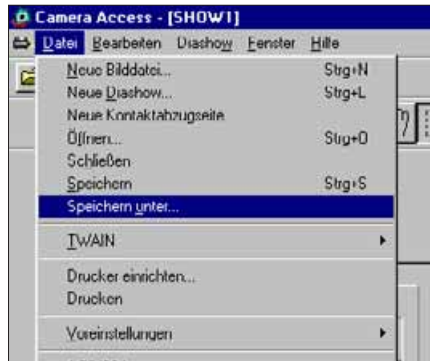 Camera Access - [SHOW1]
Datei Bearbeiten Diashow Fenster Hilfe
Neue Bilddatei... Strg+N
Neue Diashow... Strg+L
Neue Kontaktabzugseite
Öffnen... Strg+O
Schließen
Speichern Strg+S
Speichern unter...
TWAIN
Drucker einrichten...
Drucken
Voreinstellungen